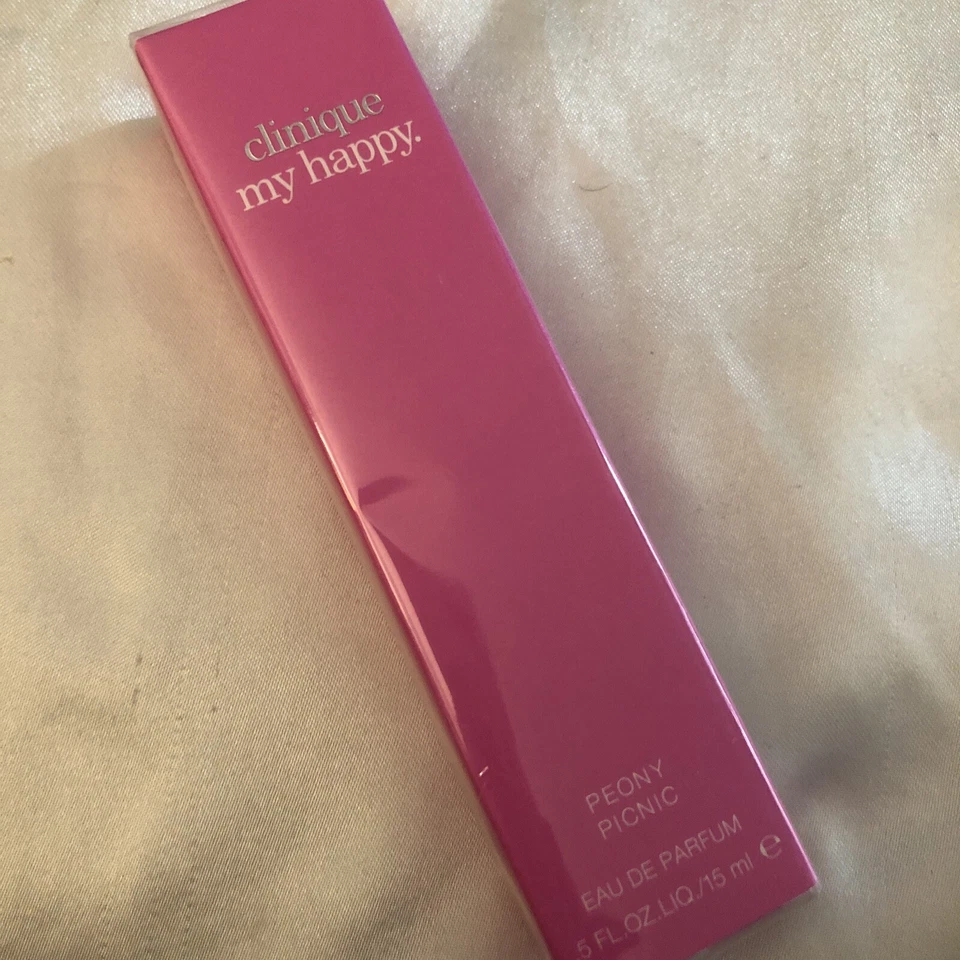 clinique
my happy.
PEONY
PICNIC
EAU DE PARFUM
5 FL.OZ.LIQ./15 ml e